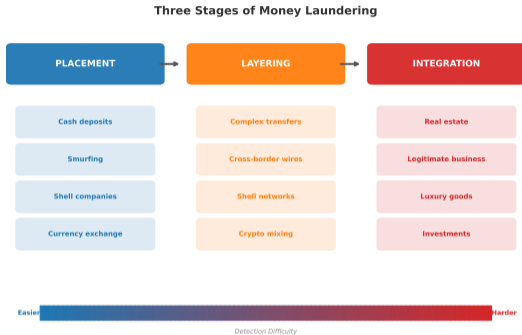 Three Stages of Money Laundering
PLACEMENT
LAYERING
INTEGRATION
Cash deposits
Complex transfers
Real estate
Smurfing
Cross-border wires
Legitimate business
Shell companies
Shell networks
Luxury goods
Currency exchange
Crypto mixing
Investments
Easier
Harder
Detection Difficulty